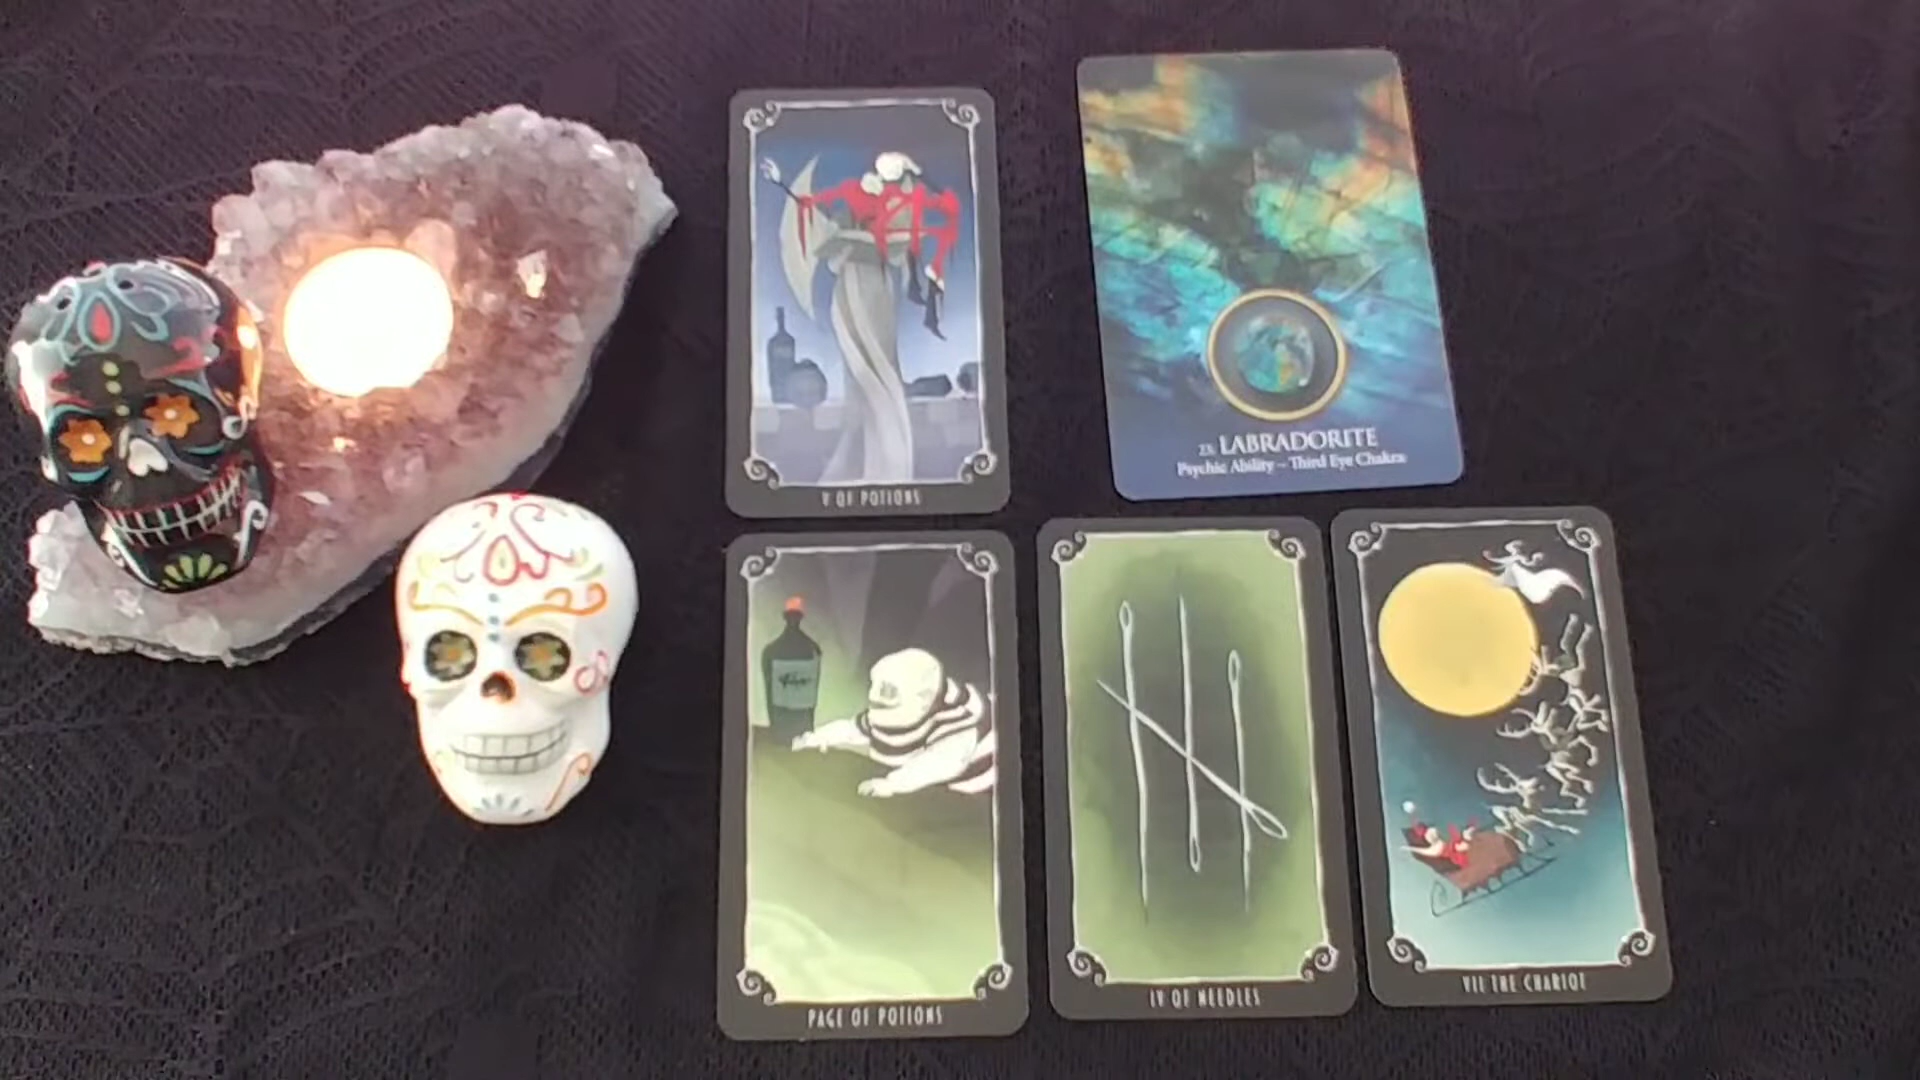 V OF POTIONS
23. LABRADORITE
Psychic Ability – Third Eye Chakra
PAGE OF POTIONS
IV OF NEEDLES
VII THE CHARIOT